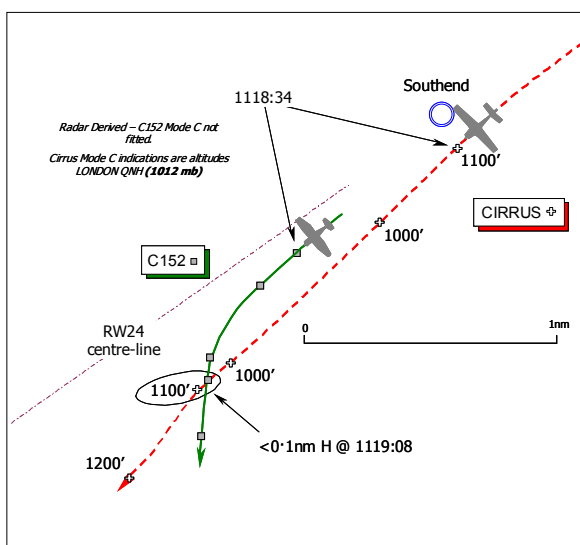 Southend
1118:34
Radar Derived – C152 Mode C not
fitted.
Cirrus Mode C indications are altitudes
LONDON QNH (1012 mb)
1100'
CIRRUS
1000'
C152
0
1nm
RW24
centre-line
1000'
1100'
<0·1nm H @ 1119:08
1200'